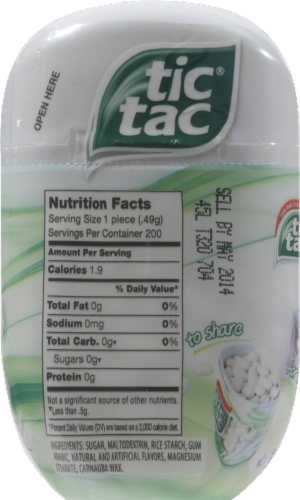 OPEN HERE
tic
tac
Nutrition Facts
Serving Size 1 piece (.49g)
Servings Per Container 200
Amount Per Serving
Calories 1.9
% Daily Value*
Total Fat 0g 0%
Sodium 0mg 0%
Total Carb. 0g▾ 0%
Sugars 0g▾
Protein 0g
Not a significant source of other nutrients.
▾Less than .5g.
*Percent Daily Values (DV) are based on a 2,000 calorie diet.
INGREDIENTS: SUGAR, MALTODEXTRIN, RICE STARCH, GUM
ARABIC, NATURAL AND ARTIFICIAL FLAVORS, MAGNESIUM
STEARATE, CARNAUBA WAX.
SELL BY MAY 2014
to share